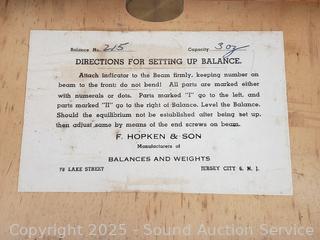 Balance No. 215 Capacity 3 oz
DIRECTIONS FOR SETTING UP BALANCE.
Attach indicator to the Beam firmly, keeping number on
beam to the front; do not bend! All parts are marked either
with numerals or dots. Parts marked "I" go to the left, and
parts marked "II" go to the right of Balance. Level the Balance.
Should the equilibrium not be established after being set up,
then adjust same by means of the end screws on beam.
F. HOPKEN & SON
Manufacturers of
BALANCES AND WEIGHTS
78 LAKE STREET JERSEY CITY 6, N. J.
Copyright 2025 - Sound Auction Service